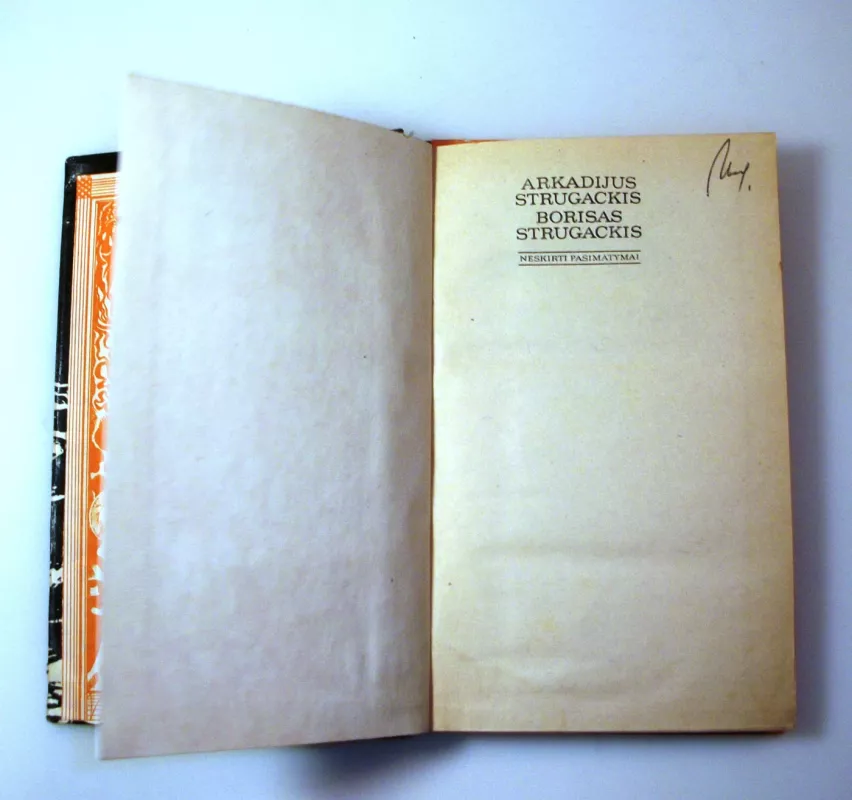 ARKADIJUS
STRUGACKIS
BORISAS
STRUGACKIS
NESKIRTI PASIMATYMAI